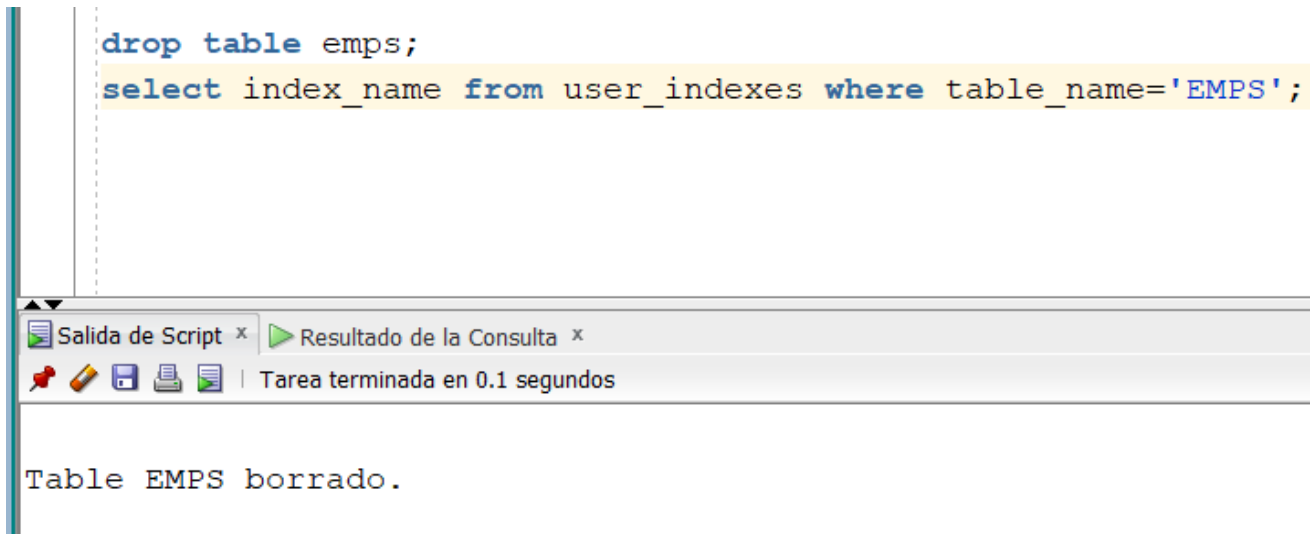 drop table emps;
select index_name from user_indexes where table_name='EMPS';
Salida de Script x Resultado de la Consulta x
Tarea terminada en 0.1 segundos
Table EMPS borrado.